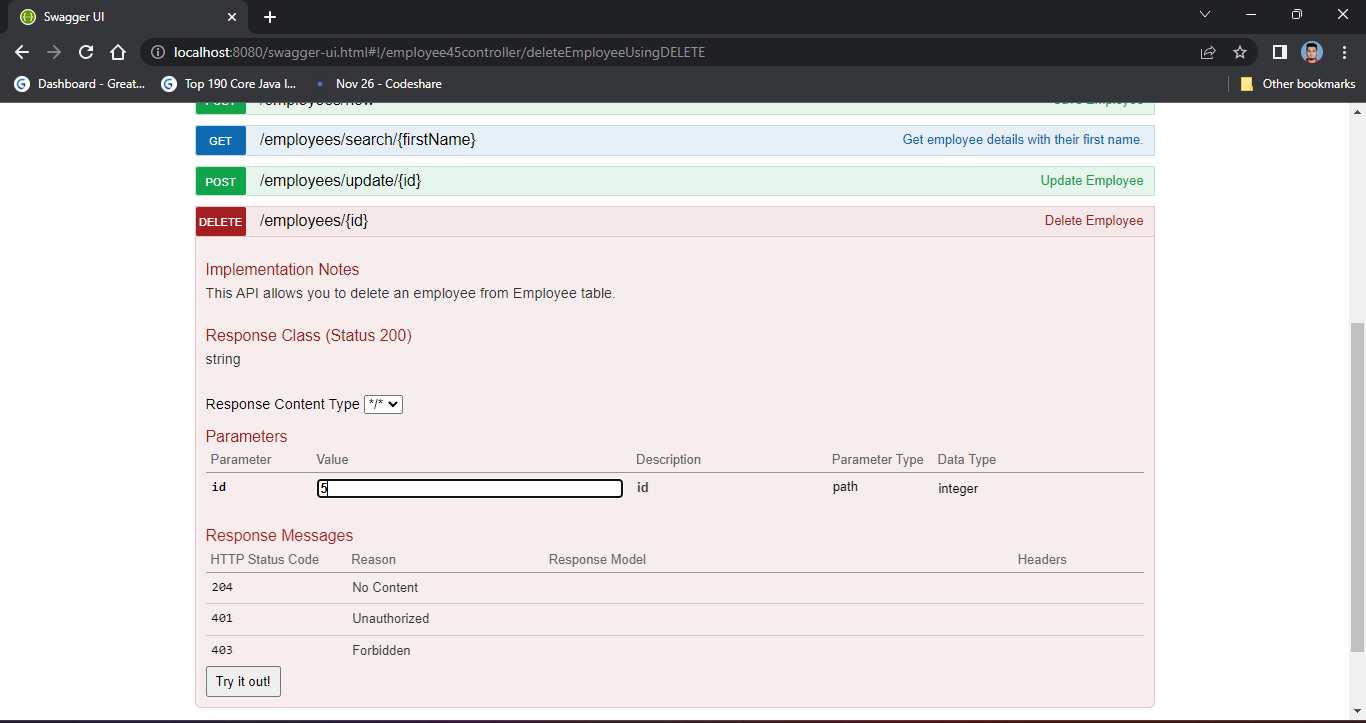 Swagger UI
localhost:8080/swagger-ui.html#!/employee45controller/deleteEmployeeUsingDELETE
Dashboard - Great... Top 190 Core Java I... Nov 26 - Codeshare Other bookmarks
GET /employees/search/{firstName} Get employee details with their first name.
POST /employees/update/{id} Update Employee
DELETE /employees/{id} Delete Employee
Implementation Notes
This API allows you to delete an employee from Employee table.
Response Class (Status 200)
string
Response Content Type */*
Parameters
Parameter Value Description Parameter Type Data Type
id 5 id path integer
Response Messages
HTTP Status Code Reason Response Model Headers
204 No Content
401 Unauthorized
403 Forbidden
Try it out!